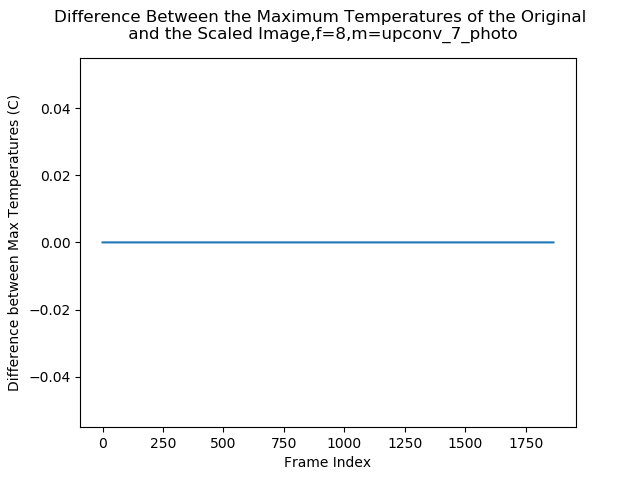 Difference Between the Maximum Temperatures of the Original
and the Scaled Image,f=8,m=upconv_7_photo
Difference between Max Temperatures (C)
0.04
0.02
0.00
−0.02
−0.04
0 250 500 750 1000 1250 1500 1750
Frame Index